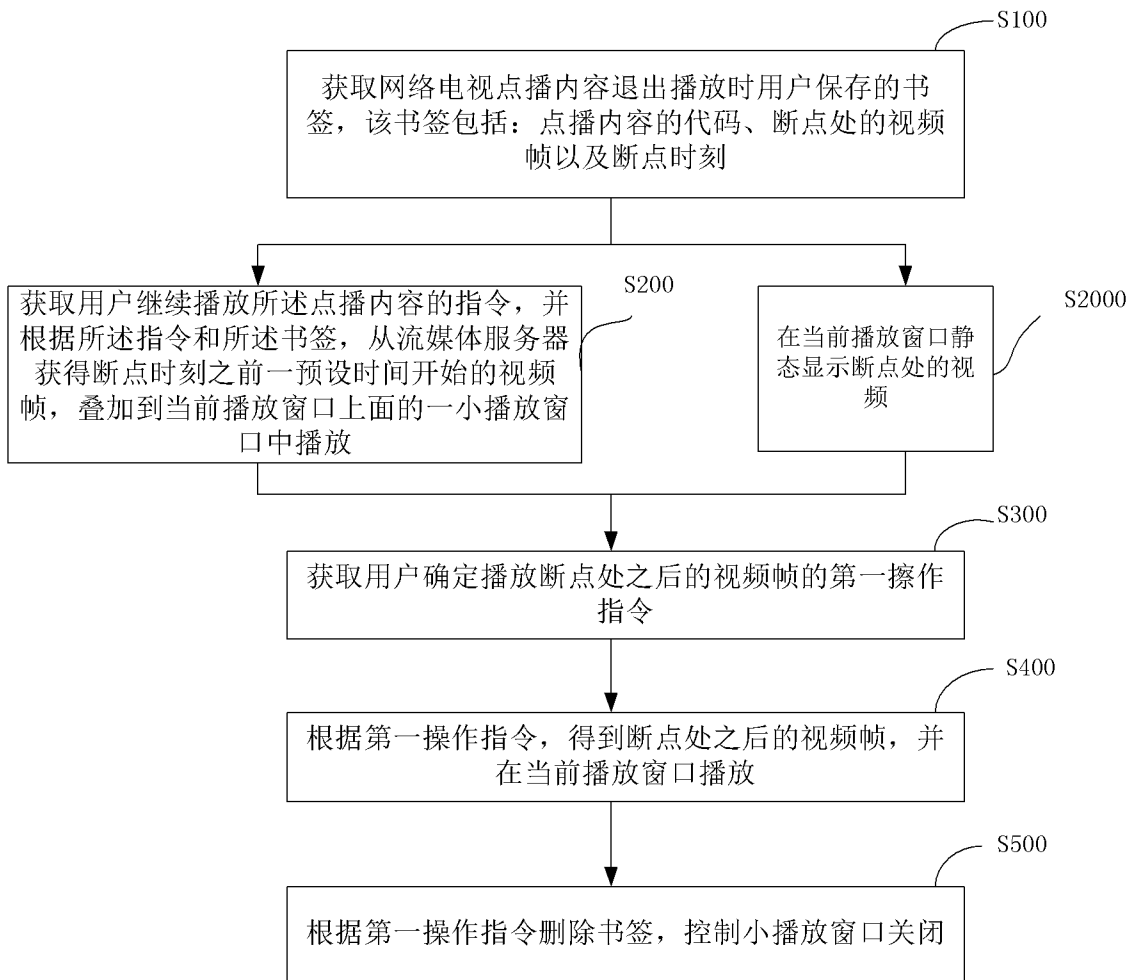 S100
获取网络电视点播内容退出播放时用户保存的书
签，该书签包括：点播内容的代码、断点处的视频
帧以及断点时刻
S200
获取用户继续播放所述点播内容的指令，并
根据所述指令和所述书签，从流媒体服务器
获得断点时刻之前一预设时间开始的视频
帧，叠加到当前播放窗口上面的一小播放窗
口中播放
S2000
在当前播放窗口静
态显示断点处的视
频
S300
获取用户确定播放断点处之后的视频帧的第一擦作
指令
S400
根据第一操作指令，得到断点处之后的视频帧，并
在当前播放窗口播放
S500
根据第一操作指令删除书签，控制小播放窗口关闭